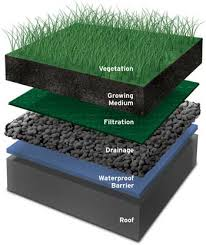 Vegetation
Growing
Medium
Filtration
Drainage
Waterproof
Barrier
Roof